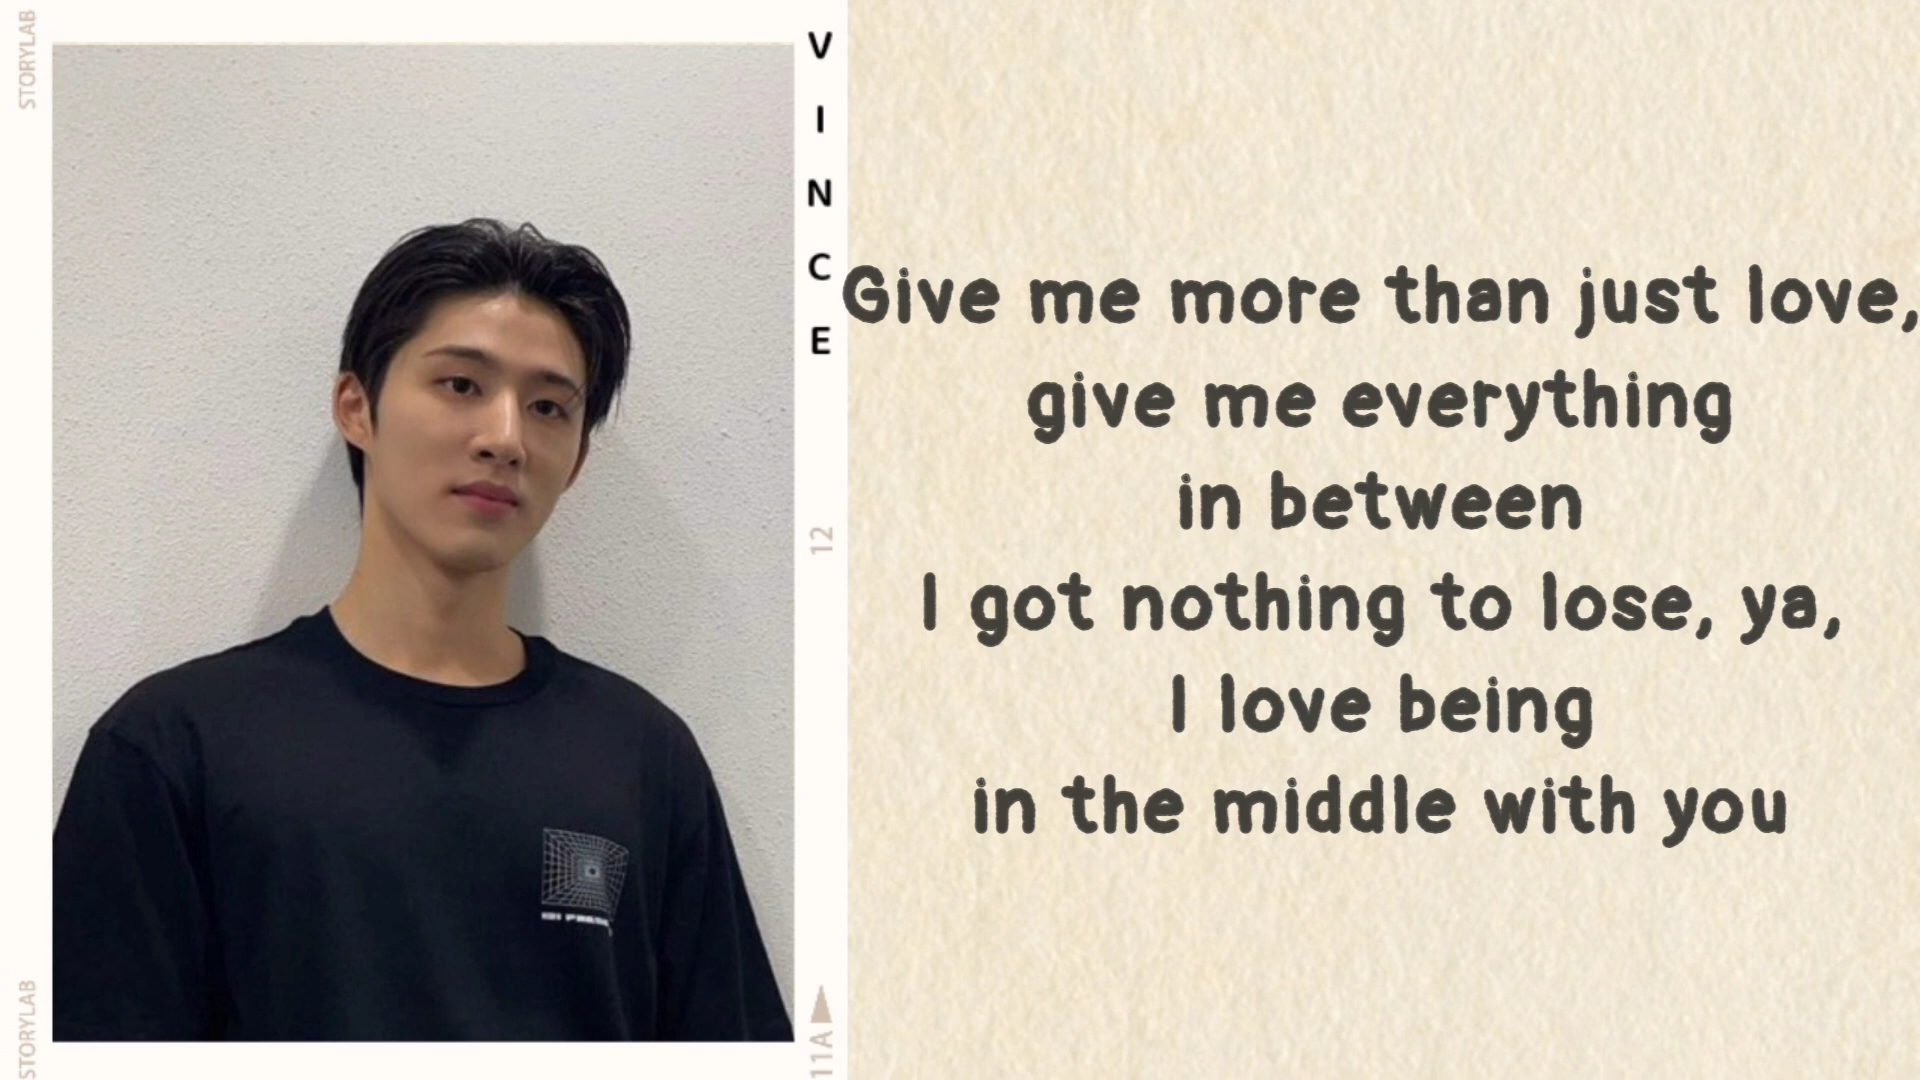 STORYLAB
VINCE
Give me more than just love,
give me everything
in between
I got nothing to lose, ya,
I love being
in the middle with you
12
STORYLAB
11A